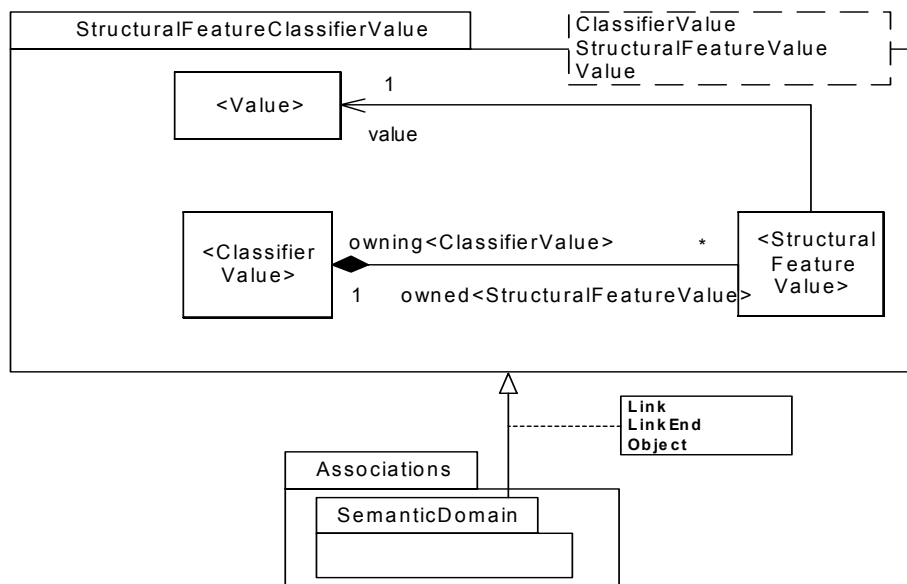 StructuralFeatureClassifierValue
ClassifierValue
StructuralFeatureValue
Value
1
<Value>
value
<Classifier
Value>
owning<ClassifierValue>
*
1
owned<StructuralFeatureValue>
<Structural
Feature
Value>
Link
LinkEnd
Object
Associations
SemanticDomain